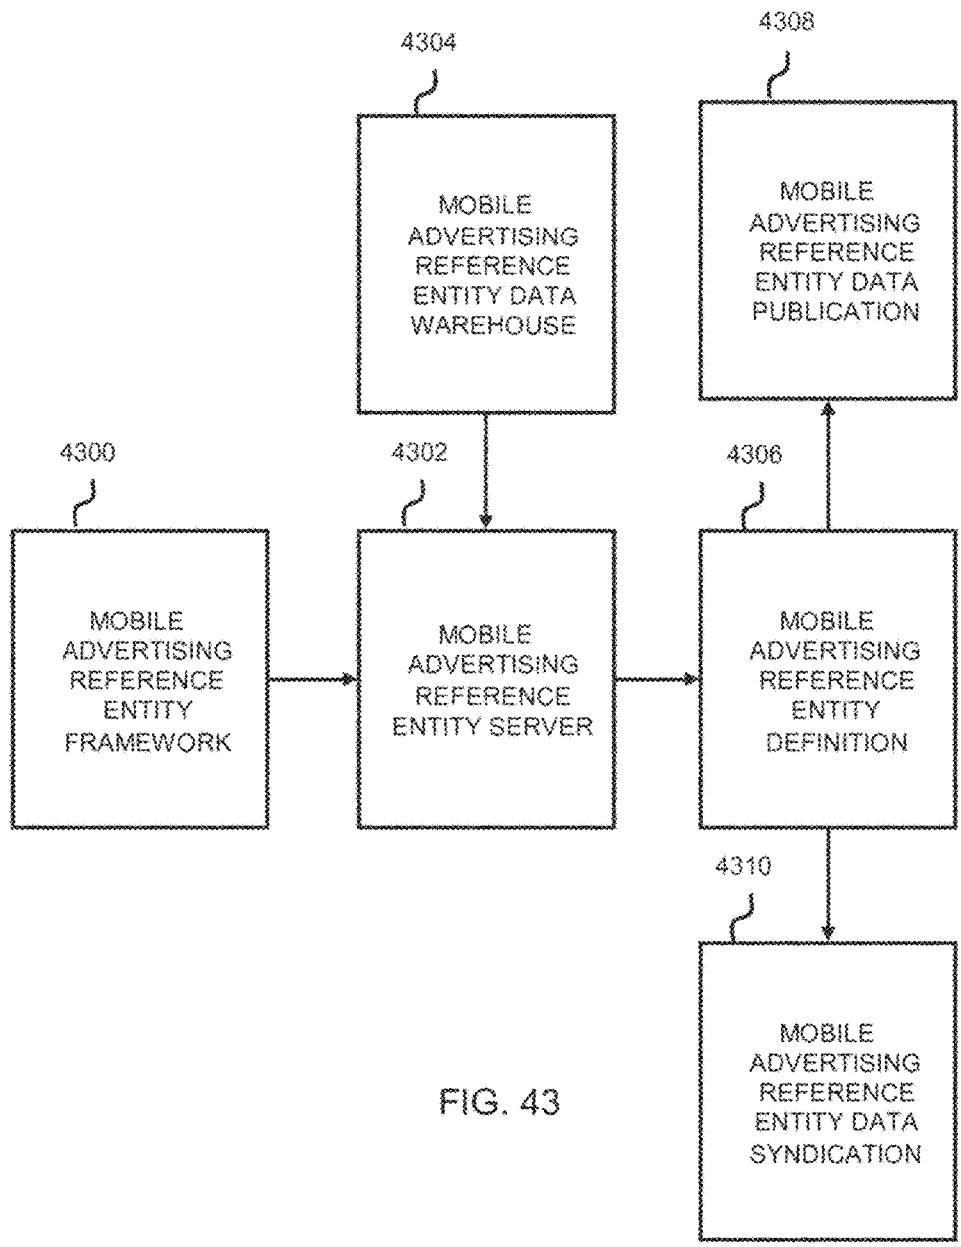 4304
MOBILE
ADVERTISING
REFERENCE
ENTITY DATA
WAREHOUSE
4308
MOBILE
ADVERTISING
REFERENCE
ENTITY DATA
PUBLICATION
4300
MOBILE
ADVERTISING
REFERENCE
ENTITY
FRAMEWORK
4302
MOBILE
ADVERTISING
REFERENCE
ENTITY SERVER
4306
MOBILE
ADVERTISING
REFERENCE
ENTITY
DEFINITION
4310
MOBILE
ADVERTISING
REFERENCE
ENTITY DATA
SYNDICATION
FIG. 43